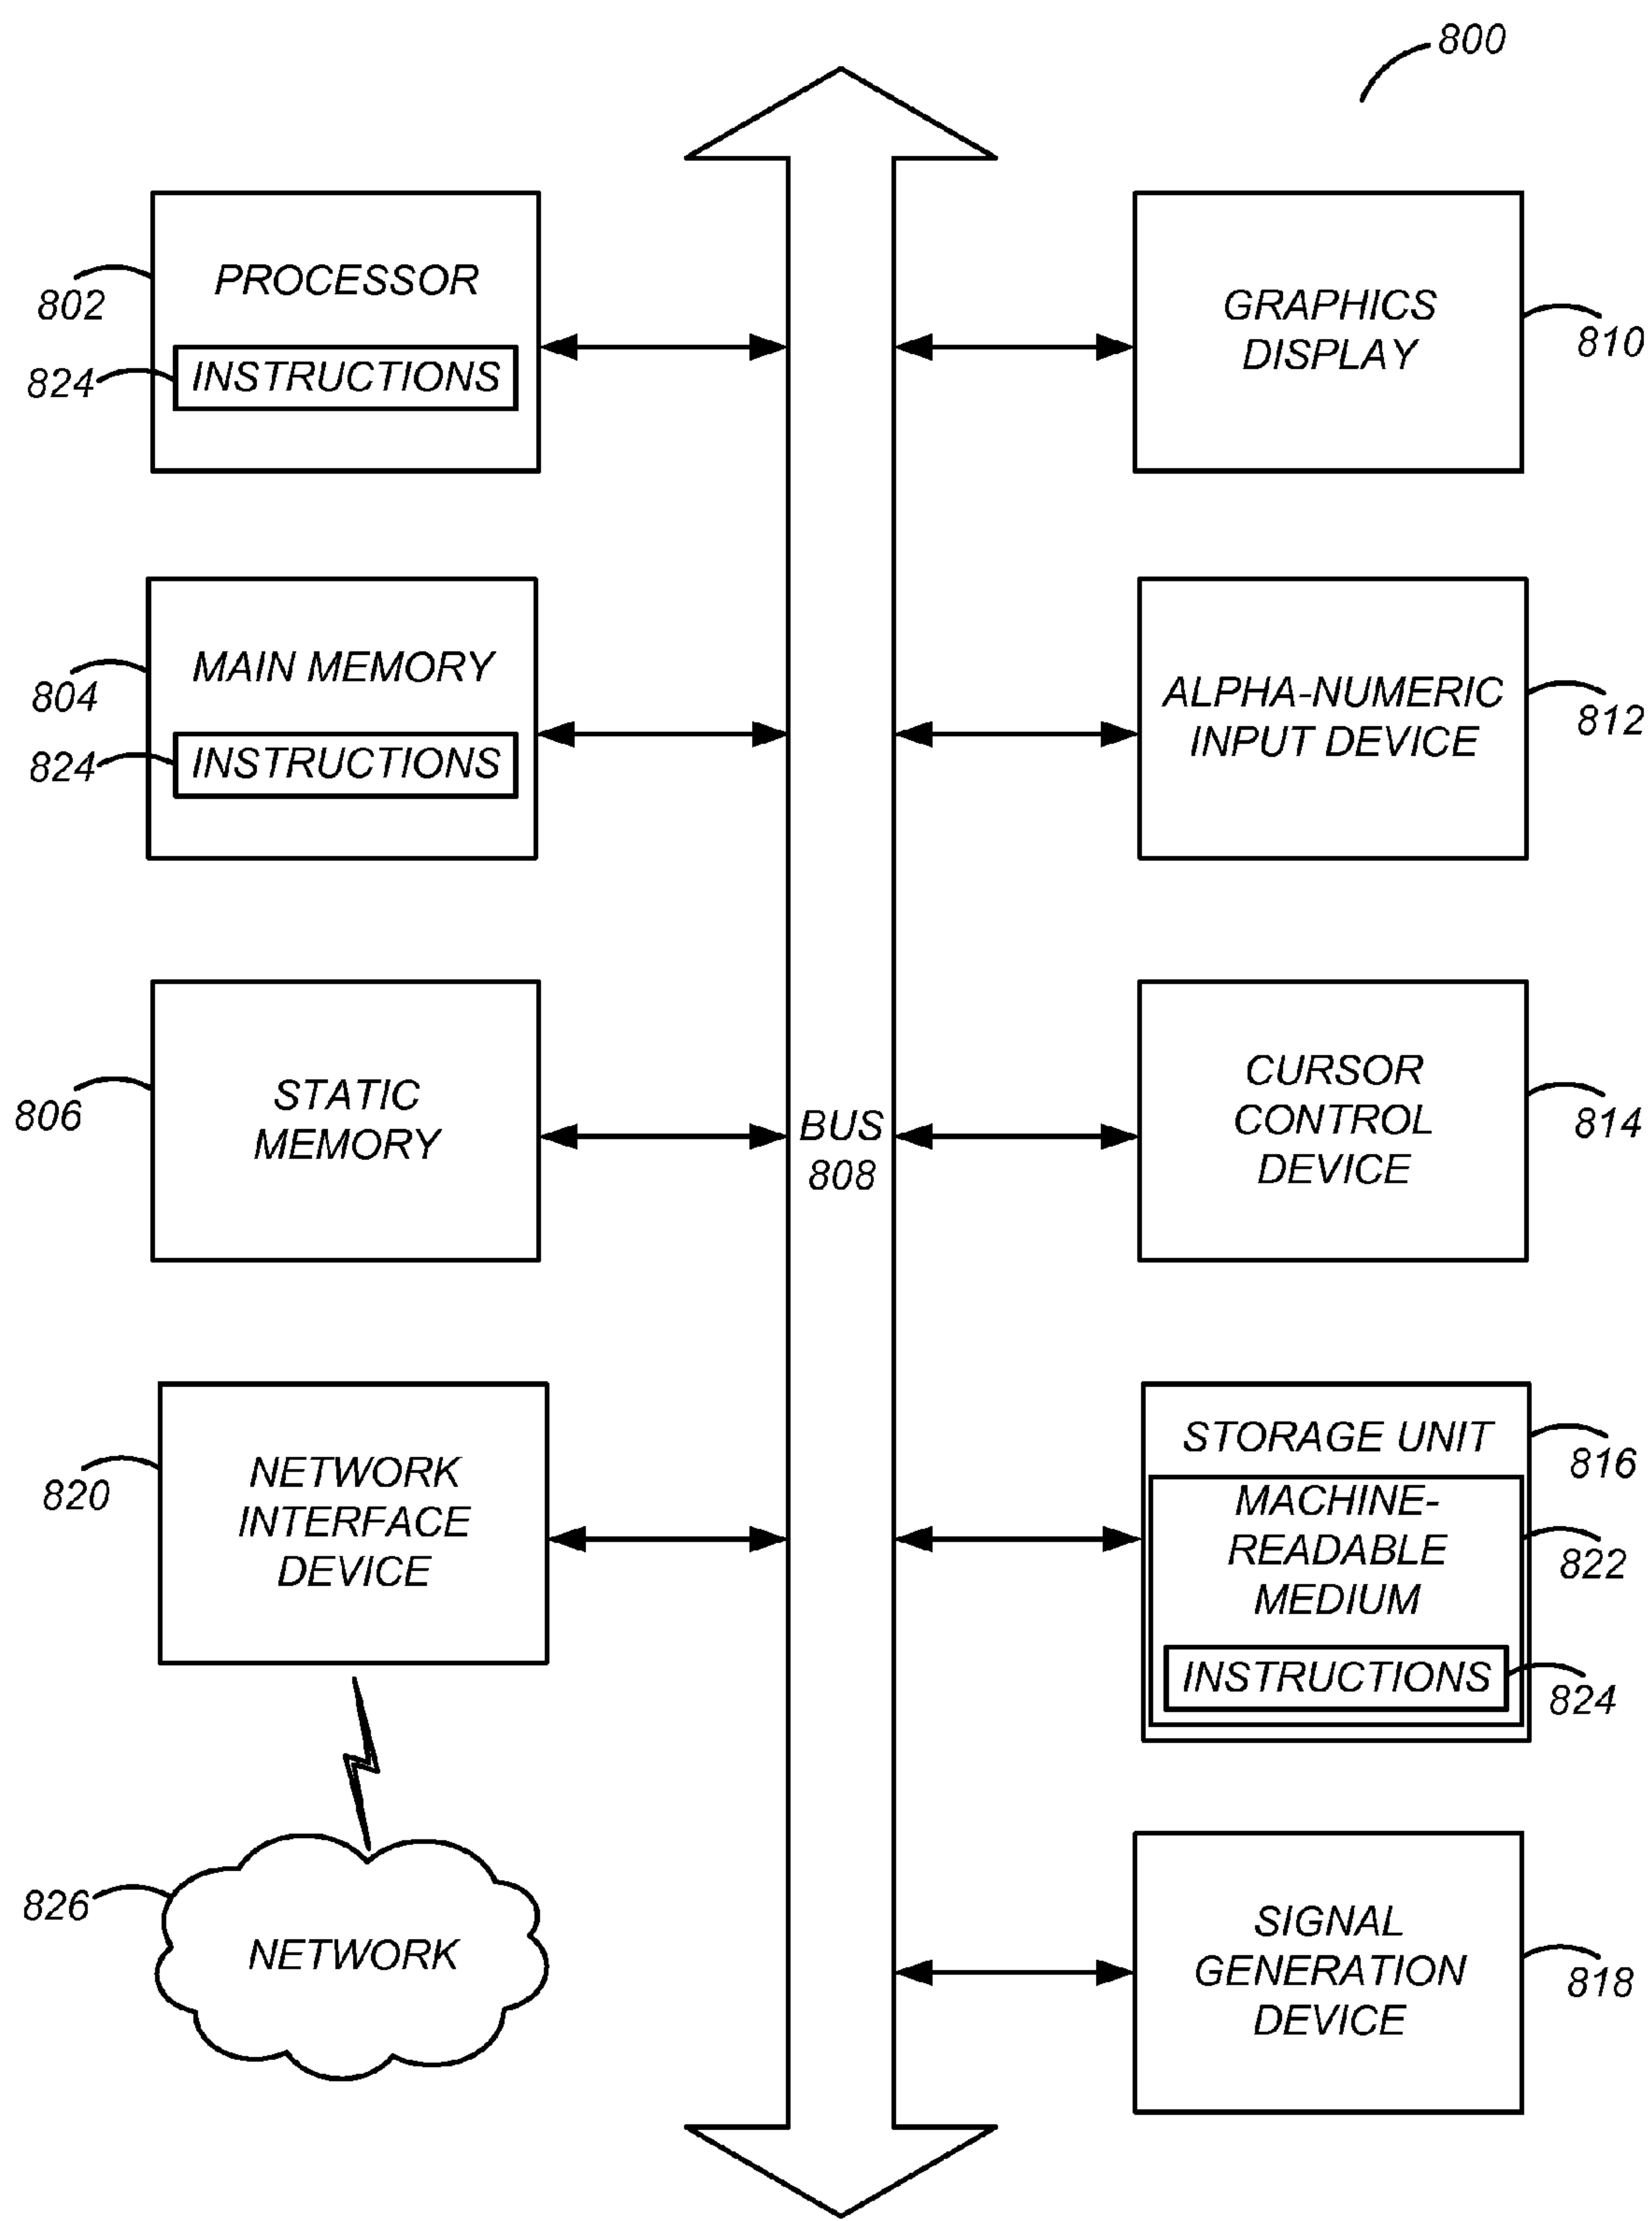 800
PROCESSOR
802
824
INSTRUCTIONS
GRAPHICS
DISPLAY
810
MAIN MEMORY
804
824
INSTRUCTIONS
ALPHA-NUMERIC
INPUT DEVICE
812
STATIC
MEMORY
806
BUS
808
CURSOR
CONTROL
DEVICE
814
NETWORK
INTERFACE
DEVICE
820
STORAGE UNIT
816
MACHINE-
READABLE
MEDIUM
822
INSTRUCTIONS
824
826
NETWORK
SIGNAL
GENERATION
DEVICE
818